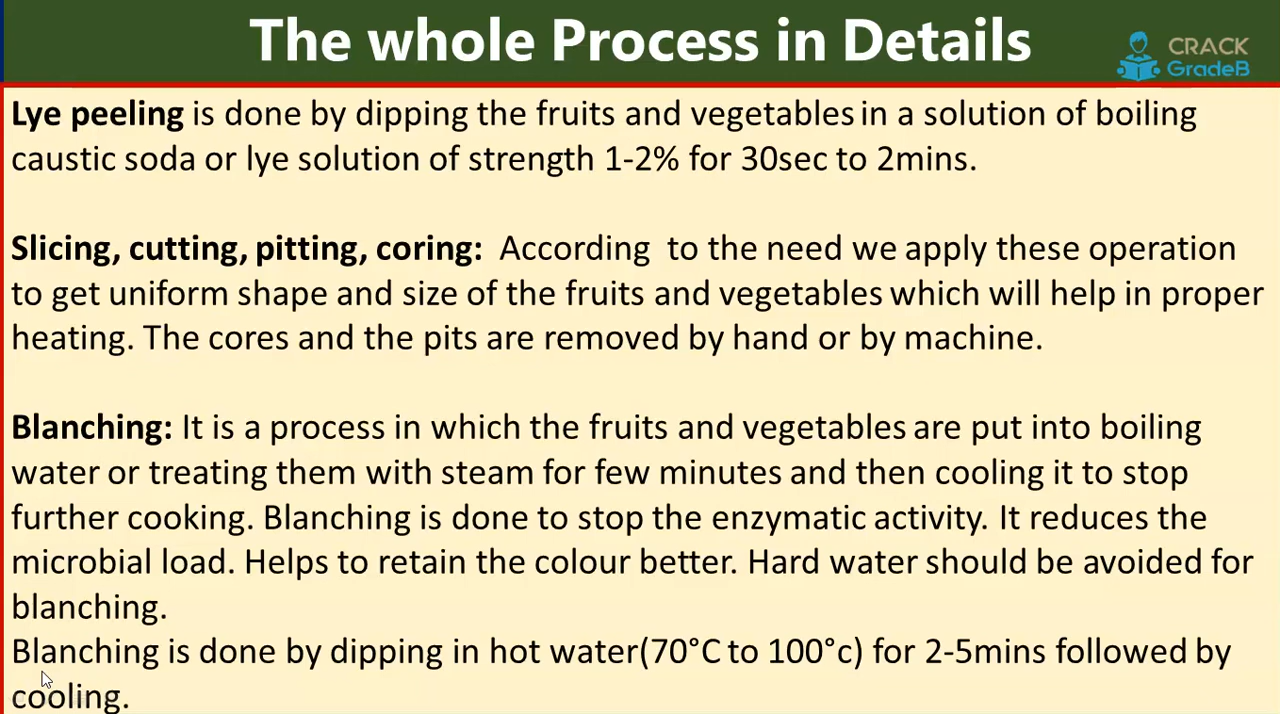 The whole Process in Details
CRACK
GradeB
Lye peeling is done by dipping the fruits and vegetables in a solution of boiling
caustic soda or lye solution of strength 1-2% for 30sec to 2mins.
Slicing, cutting, pitting, coring: According to the need we apply these operation
to get uniform shape and size of the fruits and vegetables which will help in proper
heating. The cores and the pits are removed by hand or by machine.
Blanching: It is a process in which the fruits and vegetables are put into boiling
water or treating them with steam for few minutes and then cooling it to stop
further cooking. Blanching is done to stop the enzymatic activity. It reduces the
microbial load. Helps to retain the colour better. Hard water should be avoided for
blanching.
Blanching is done by dipping in hot water(70°C to 100°c) for 2-5mins followed by
cooling.